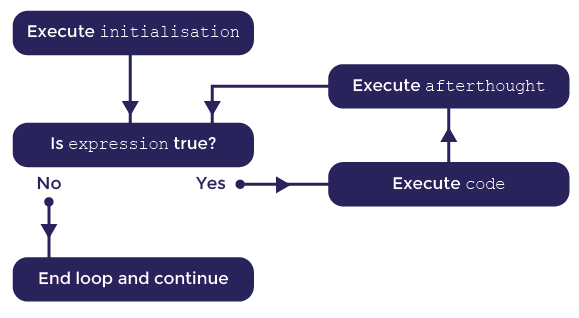 Execute initialisation
Execute afterthought
Is expression true?
No
Yes
Execute code
End loop and continue